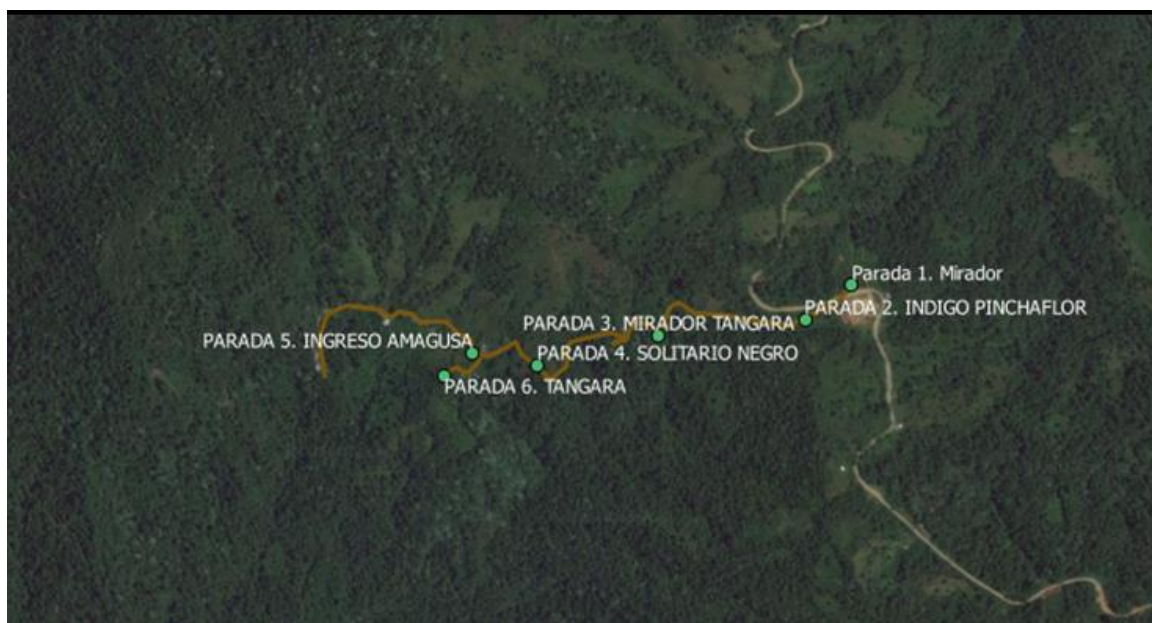 Parada 1. Mirador
PARADA 2. INDIGO PINCHAFLOR
PARADA 3. MIRADOR TANGARA
PARADA 4. SOLITARIO NEGRO
PARADA 5. INGRESO AMAGUSA
PARADA 6. TANGARA